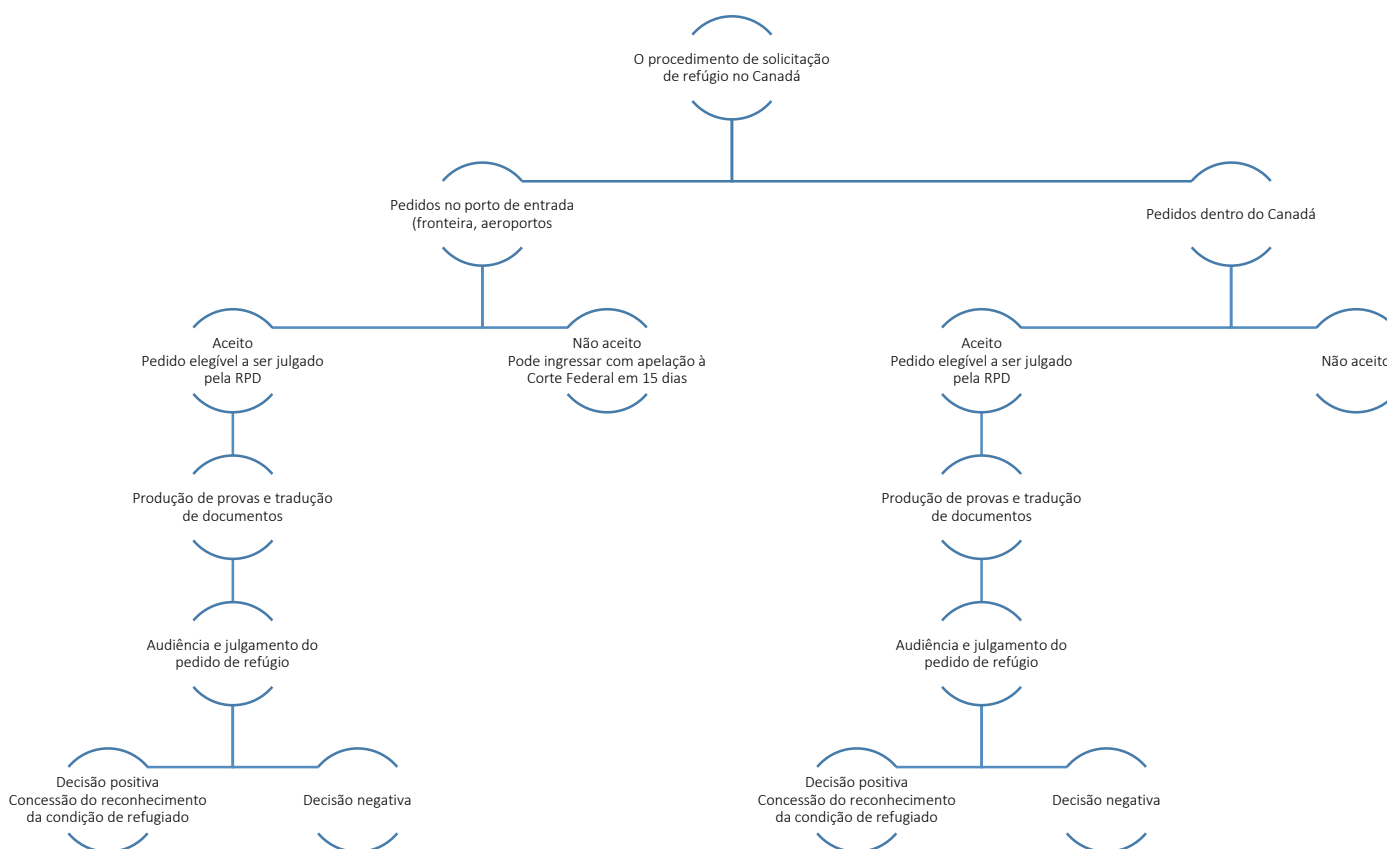 O procedimento de solicitação
de refúgio no Canadá
Pedidos no porto de entrada
(fronteira, aeroportos
Pedidos dentro do Canadá
Aceito
Pedido elegível a ser julgado
pela RPD
Não aceito
Pode ingressar com apelação à
Corte Federal em 15 dias
Aceito
Pedido elegível a ser julgado
pela RPD
Não aceito
Produção de provas e tradução
de documentos
Produção de provas e tradução
de documentos
Audiência e julgamento do
pedido de refúgio
Audiência e julgamento do
pedido de refúgio
Decisão positiva
Concessão do reconhecimento
da condição de refugiado
Decisão negativa
Decisão positiva
Concessão do reconhecimento
da condição de refugiado
Decisão negativa